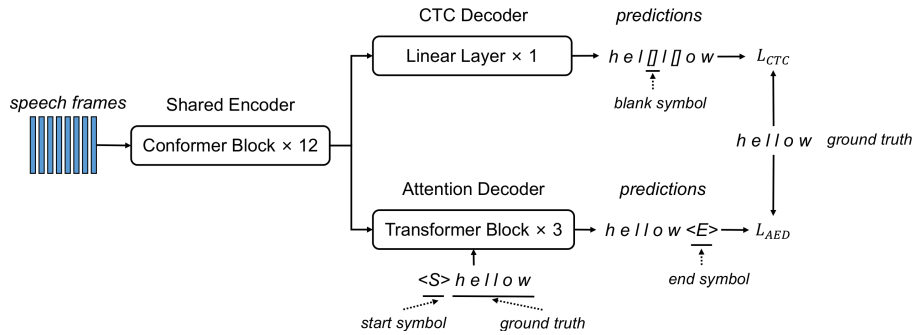 CTC Decoder
predictions
Linear Layer × 1
h e l [] l [] o w
L_CTC
blank symbol
speech frames
Shared Encoder
Conformer Block × 12
h e l l o w
ground truth
Attention Decoder
predictions
Transformer Block × 3
h e l l o w <E>
L_AED
end symbol
<S> h e l l o w
start symbol
ground truth